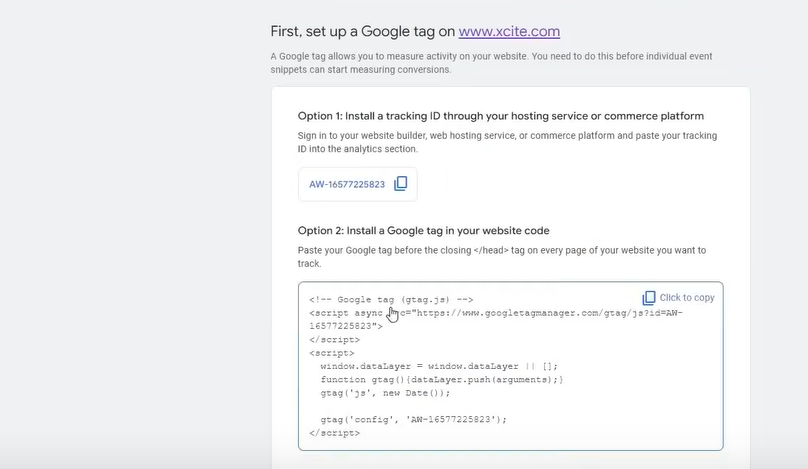 First, set up a Google tag on www.xcite.com
A Google tag allows you to measure activity on your website. You need to do this before individual event
snippets can start measuring conversions.
Option 1: Install a tracking ID through your hosting service or commerce platform
Sign in to your website builder, web hosting service, or commerce platform and paste your tracking
ID into the analytics section.
AW-16577225823
Option 2: Install a Google tag in your website code
Paste your Google tag before the closing </head> tag on every page of your website you want to
track.
Click to copy
<!-- Google tag (gtag.js) -->
<script async ="https://www.googletagmanager.com/gtag/js?id=AW-
16577225823">
</script>
<script>
window.dataLayer = window.dataLayer || [];
function gtag(){dataLayer.push(arguments);}
gtag('js', new Date());
gtag('config', 'AW-16577225823');
</script>